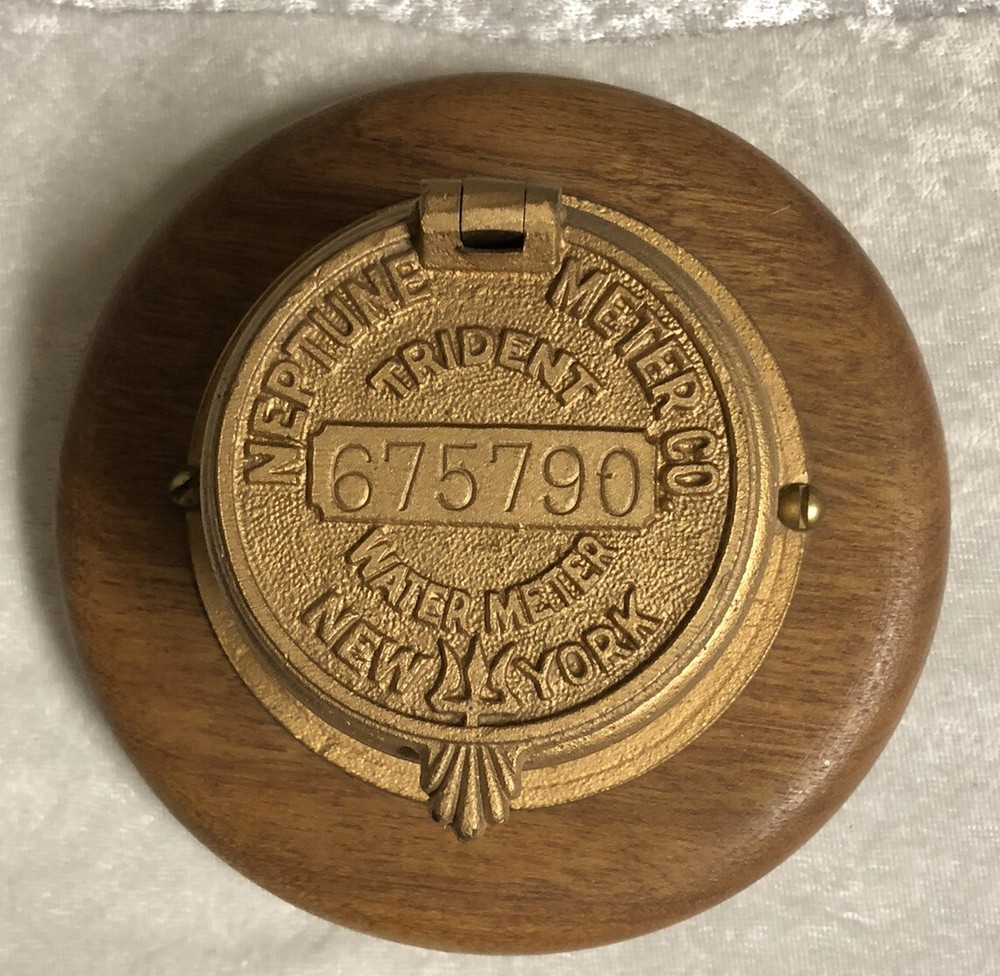 NEPTUNE METER CO
TRIDENT
675790
WATER METER
NEW YORK